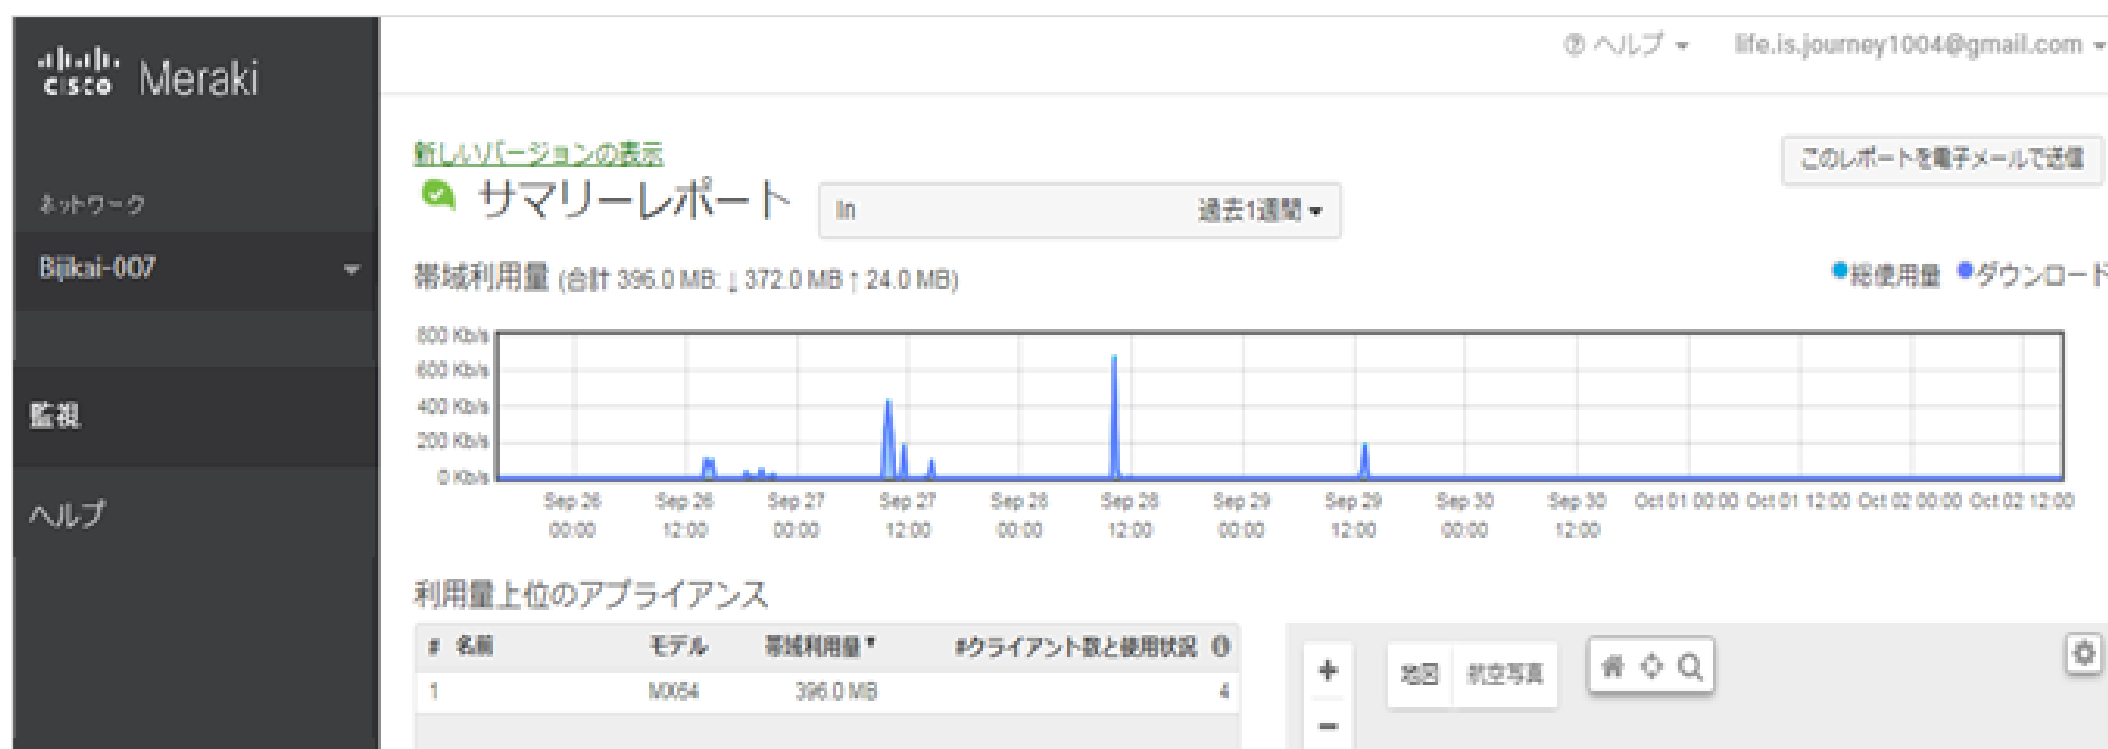 cisco Meraki
ヘルプ
life.is.journey1004@gmail.com
新しいバージョンの表示
サマリーレポート
In
過去1週間
このレポートを電子メールで送信
ネットワーク
Bijikai-007
監視
ヘルプ
帯域利用量 (合計 396.0 MB: ↓ 372.0 MB ↑ 24.0 MB)
総使用量 ダウンロード
800 Kb/s
600 Kb/s
400 Kb/s
200 Kb/s
0 Kb/s
Sep 26 00:00
Sep 26 12:00
Sep 27 00:00
Sep 27 12:00
Sep 28 00:00
Sep 28 12:00
Sep 29 00:00
Sep 29 12:00
Sep 30 00:00
Sep 30 12:00
Oct 01 00:00
Oct 01 12:00
Oct 02 00:00
Oct 02 12:00
利用量上位のアプライアンス
# 名前 モデル 帯域利用量 #クライアント数と使用状況
1 MX64 396.0 MB 4
+
地図 航空写真
−